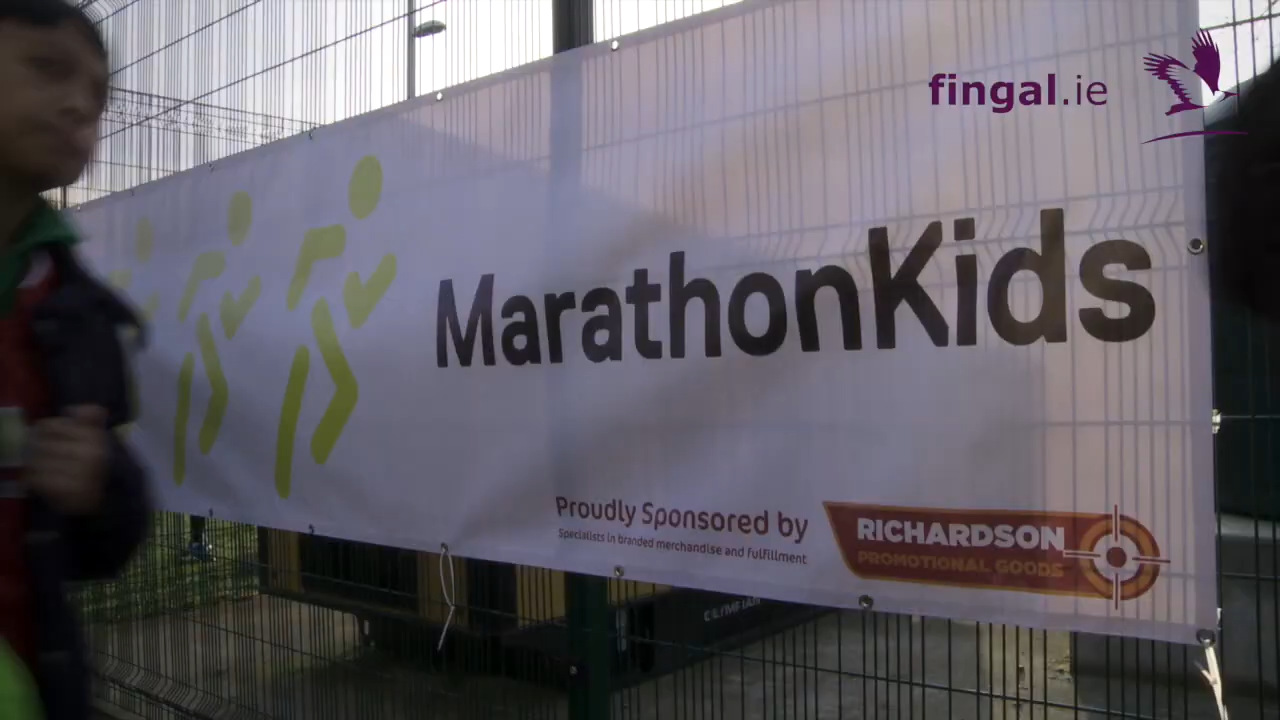 fingal.ie
MarathonKids
Proudly Sponsored by
Specialists in branded merchandise and fulfillment
RICHARDSON
PROMOTIONAL GOODS